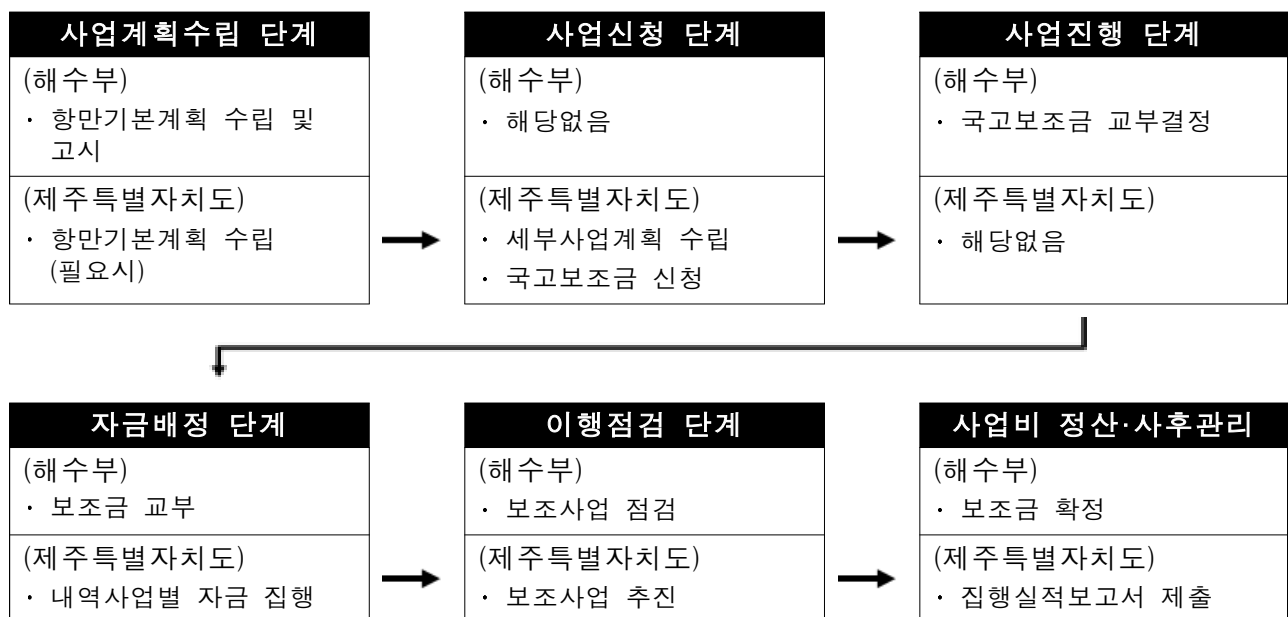 사업계획수립 단계
(해수부)
· 항만기본계획 수립 및
고시
(제주특별자치도)
· 항만기본계획 수립
(필요시)
사업신청 단계
(해수부)
· 해당없음
(제주특별자치도)
· 세부사업계획 수립
· 국고보조금 신청
사업진행 단계
(해수부)
· 국고보조금 교부결정
(제주특별자치도)
· 해당없음
자금배정 단계
(해수부)
· 보조금 교부
(제주특별자치도)
· 내역사업별 자금 집행
이행점검 단계
(해수부)
· 보조사업 점검
(제주특별자치도)
· 보조사업 추진
사업비 정산·사후관리
(해수부)
· 보조금 확정
(제주특별자치도)
· 집행실적보고서 제출